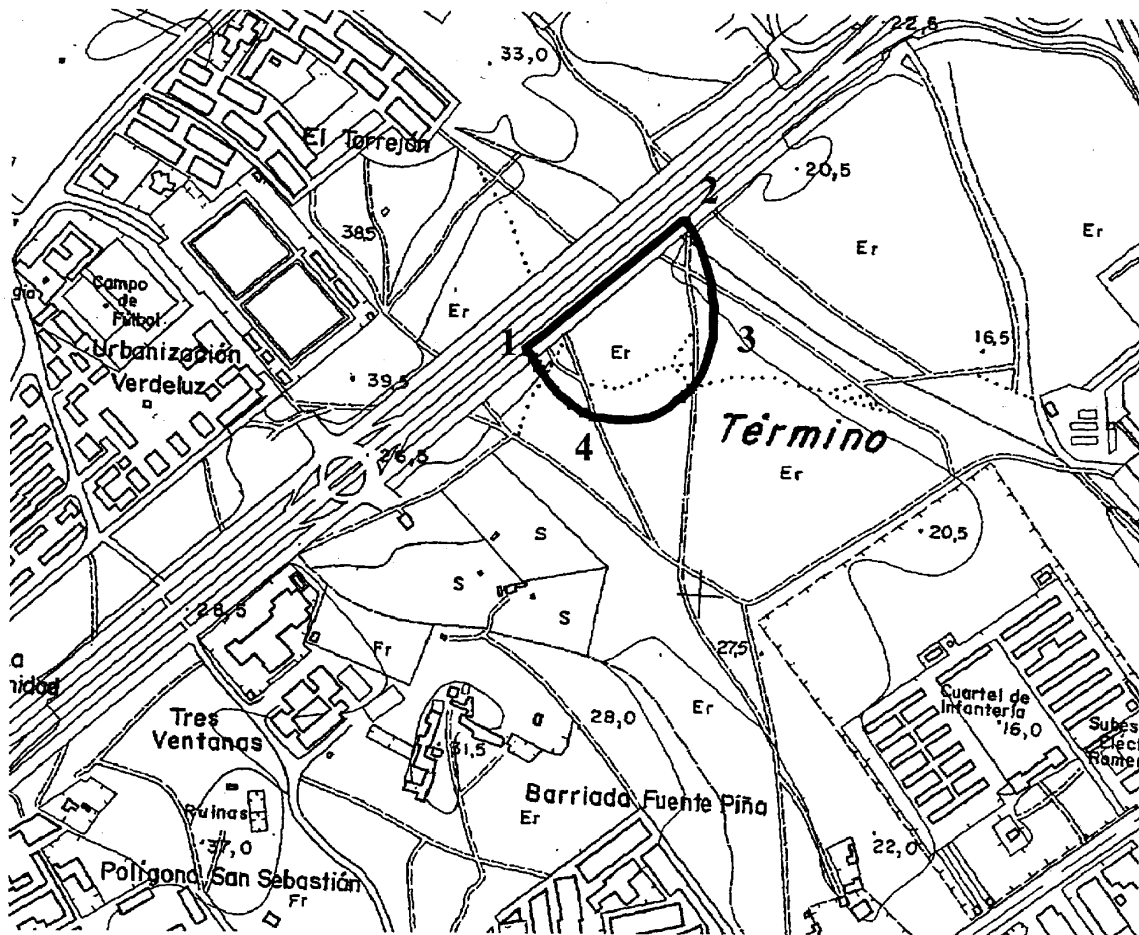 22,5
33,0
El Torrejón
20,5
2
Er
Er
38,5
Campo
de
Fútbol
Er
Urbanización
Verdeluz
1
Er
3
16,5
39,5
4
Término
Er
26,5
S
S
S
20,5
28,5
Fr
27,5
Tres
Ventanas
a
28,0
Er
Cuartel de
Infantería
16,0
31,5
Ruinas
37,0
Barriada Fuente Piña
Er
22,0
Polígono San Sebastián
Fr